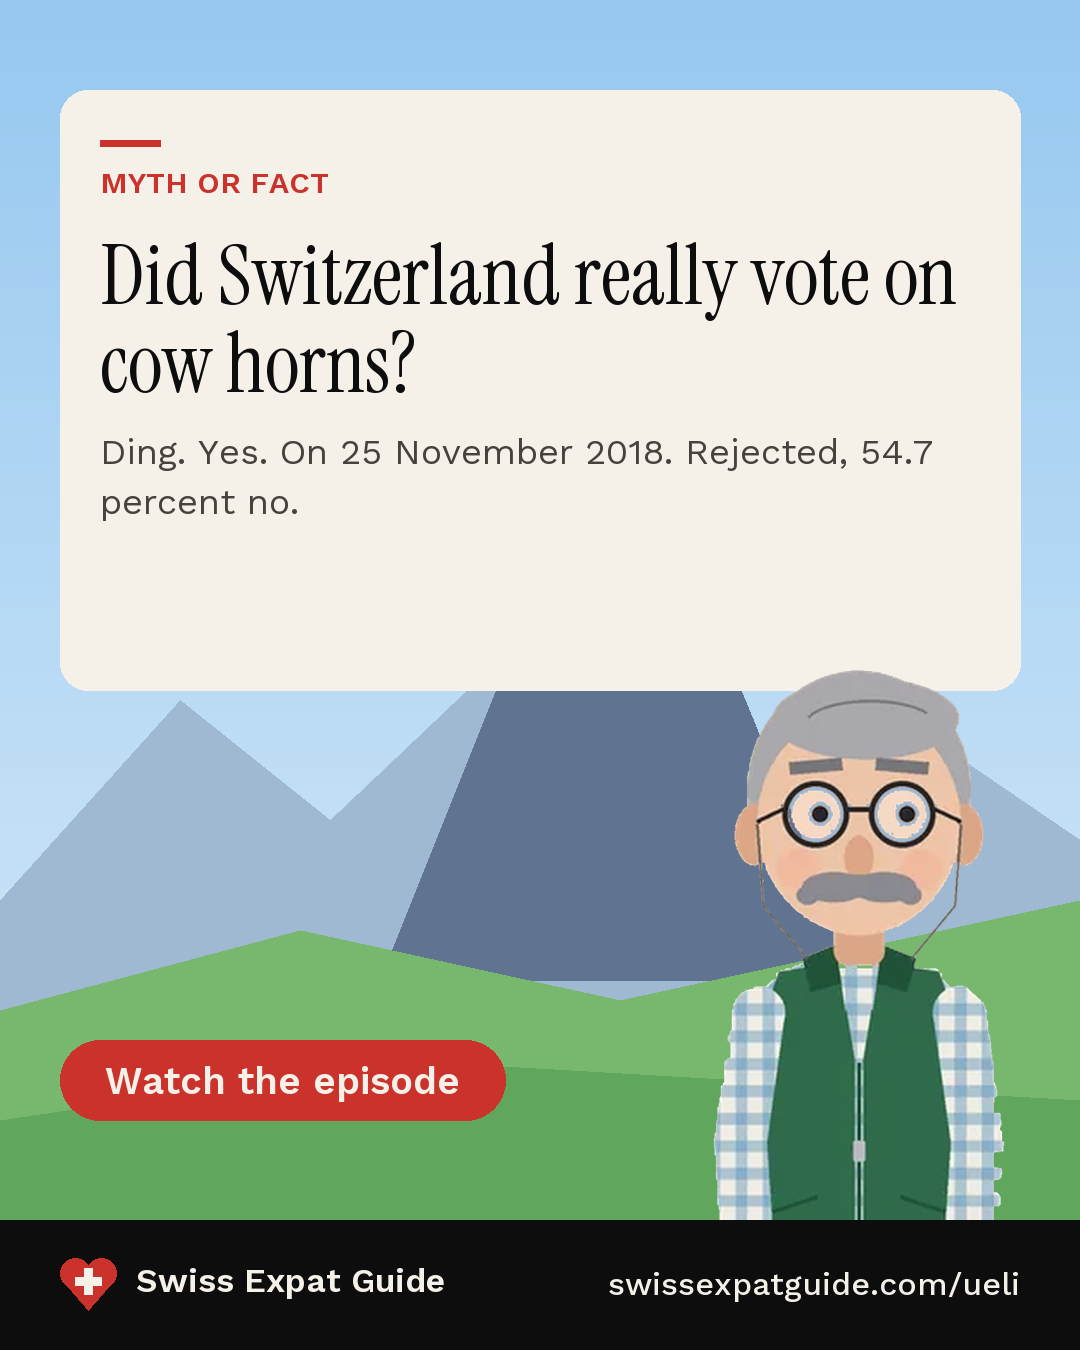 MYTH OR FACT
Did Switzerland really vote on
cow horns?
Ding. Yes. On 25 November 2018. Rejected, 54.7
percent no.
Watch the episode
Swiss Expat Guide
swissexpatguide.com/ueli